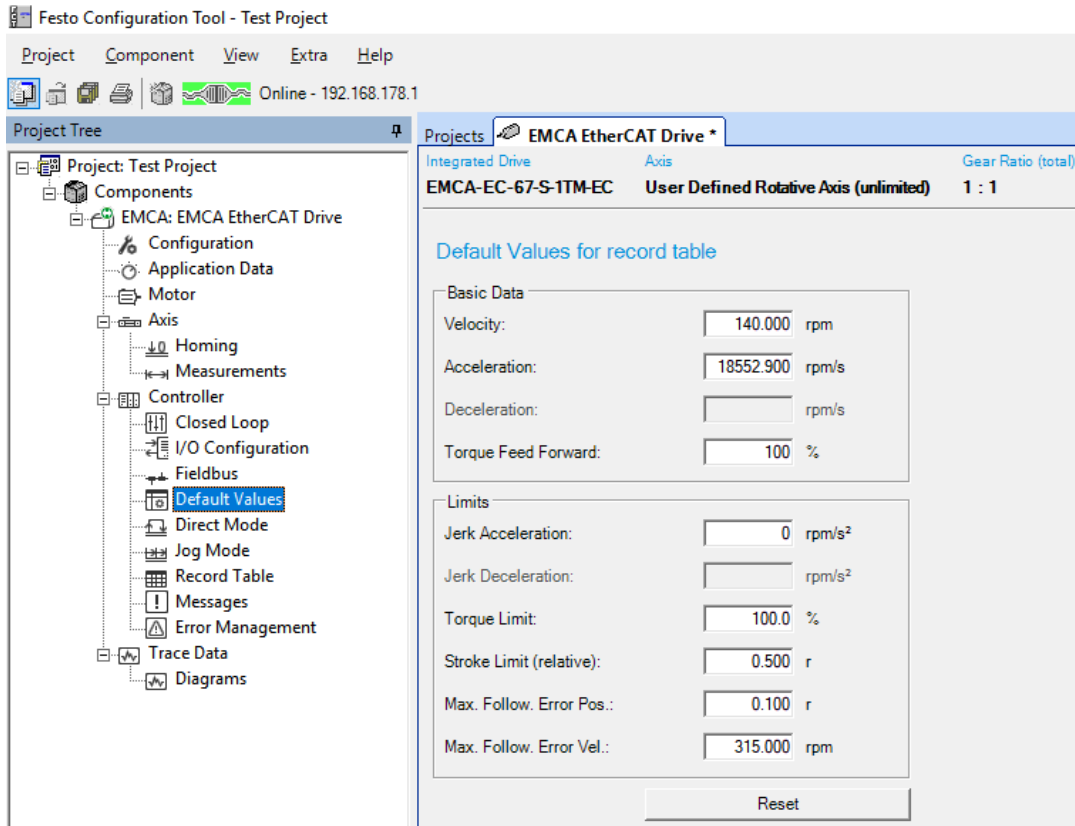 Festo Configuration Tool - Test Project
Project Component View Extra Help
Online - 192.168.178.1
Project Tree
Project: Test Project
Components
EMCA: EMCA EtherCAT Drive
Configuration
Application Data
Motor
Axis
Homing
Measurements
Controller
Closed Loop
I/O Configuration
Fieldbus
Default Values
Direct Mode
Jog Mode
Record Table
Messages
Error Management
Trace Data
Diagrams
Projects EMCA EtherCAT Drive *
Integrated Drive Axis Gear Ratio (total)
EMCA-EC-67-S-1TM-EC User Defined Rotative Axis (unlimited) 1 : 1
Default Values for record table
Basic Data
Velocity: 140.000 rpm
Acceleration: 18552.900 rpm/s
Deceleration: rpm/s
Torque Feed Forward: 100 %
Limits
Jerk Acceleration: 0 rpm/s²
Jerk Deceleration: rpm/s²
Torque Limit: 100.0 %
Stroke Limit (relative): 0.500 r
Max. Follow. Error Pos.: 0.100 r
Max. Follow. Error Vel.: 315.000 rpm
Reset